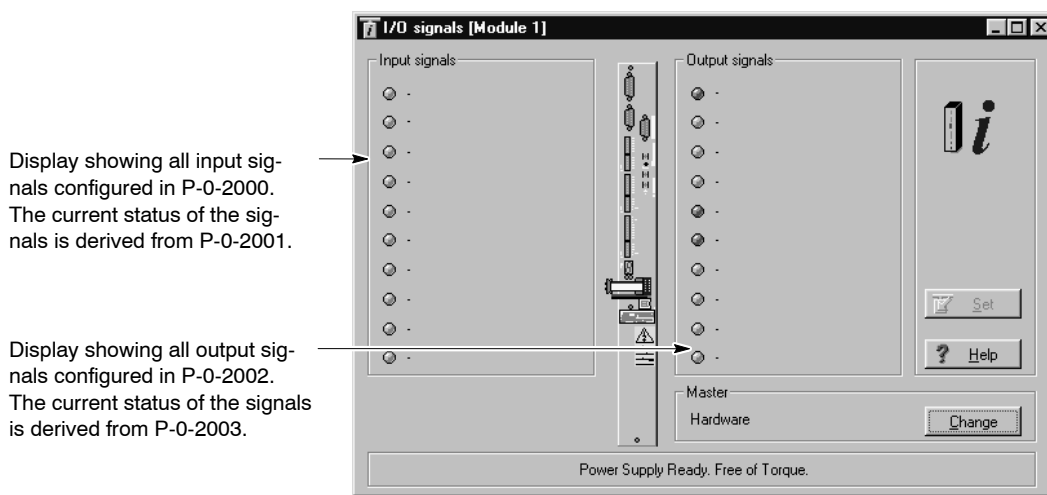 I/O signals [Module 1]
Input signals
-
-
-
-
-
-
-
-
-
-
Output signals
-
-
-
-
-
-
-
-
-
-
Set
? Help
Master
Hardware
Change
Power Supply Ready. Free of Torque.
Display showing all input sig-
nals configured in P-0-2000.
The current status of the sig-
nals is derived from P-0-2001.
Display showing all output sig-
nals configured in P-0-2002.
The current status of the signals
is derived from P-0-2003.